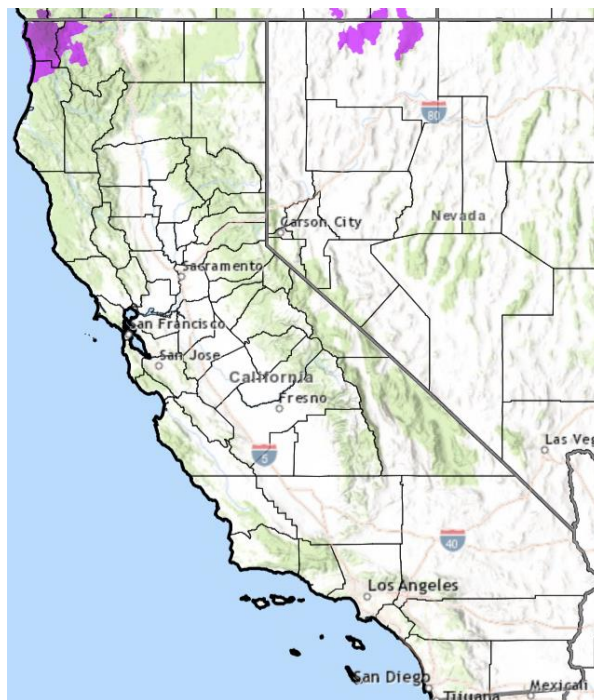 80
Carson City
Nevada
Sacramento
San Francisco
San Jose
California
Fresno
Las Veg
5
40
Los Angeles
San Diego
Tijuana
Mexicali